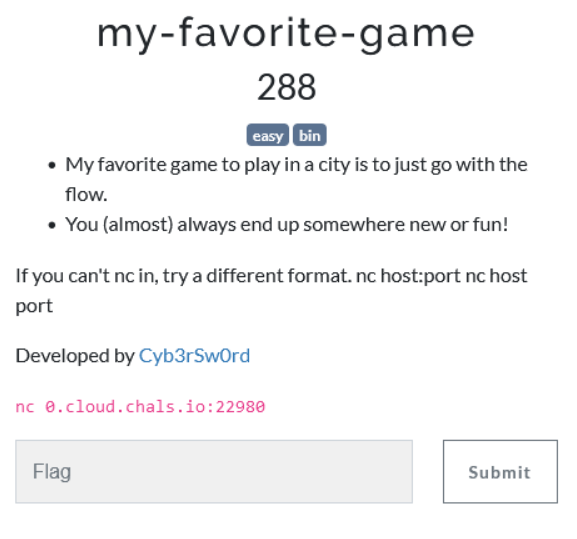 my-favorite-game
288
easy bin
• My favorite game to play in a city is to just go with the
flow.
• You (almost) always end up somewhere new or fun!
If you can't nc in, try a different format. nc host:port nc host
port
Developed by Cyb3rSw0rd
nc 0.cloud.chals.io:22980
Flag
Submit